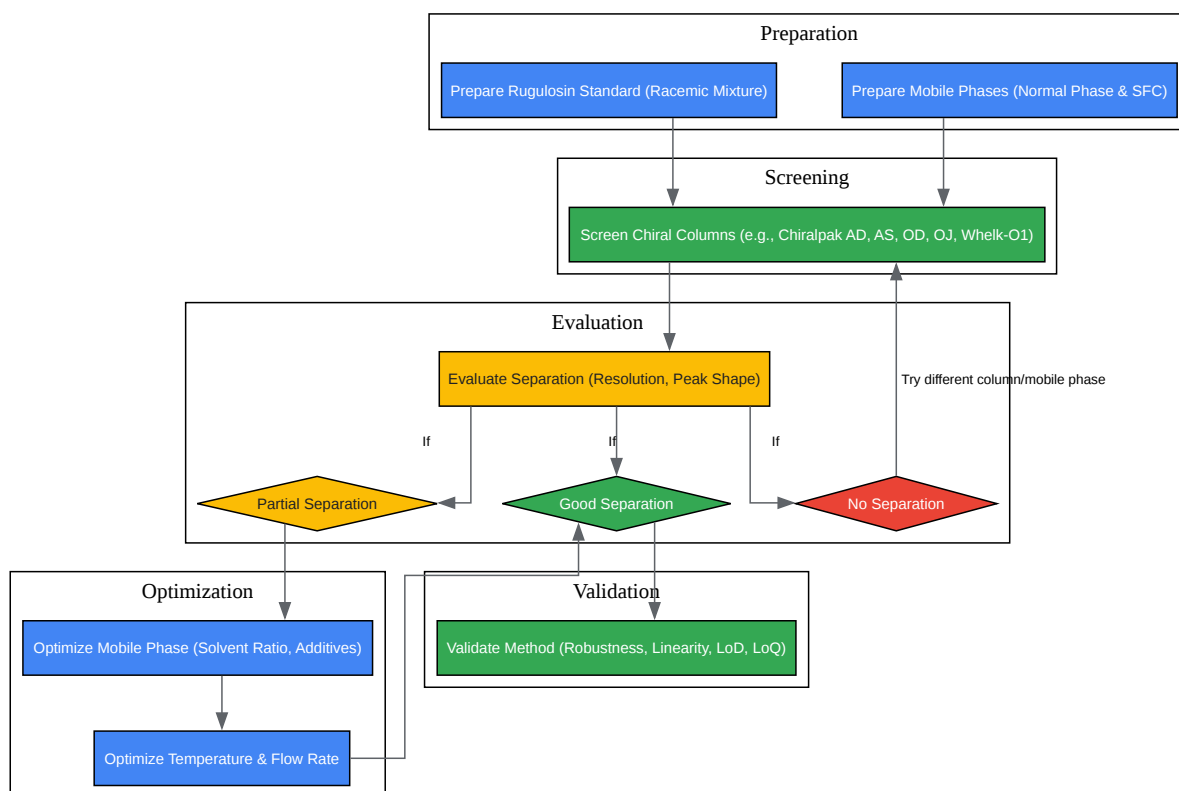 Preparation
Prepare Rugulosin Standard (Racemic Mixture)
Prepare Mobile Phases (Normal Phase & SFC)
Screening
Screen Chiral Columns (e.g., Chiralpak AD, AS, OD, OJ, Whelk-O1)
Evaluation
Evaluate Separation (Resolution, Peak Shape)
Try different column/mobile phase
If
If
If
Partial Separation
Good Separation
No Separation
Optimization
Validation
Optimize Mobile Phase (Solvent Ratio, Additives)
Validate Method (Robustness, Linearity, LoD, LoQ)
Optimize Temperature & Flow Rate